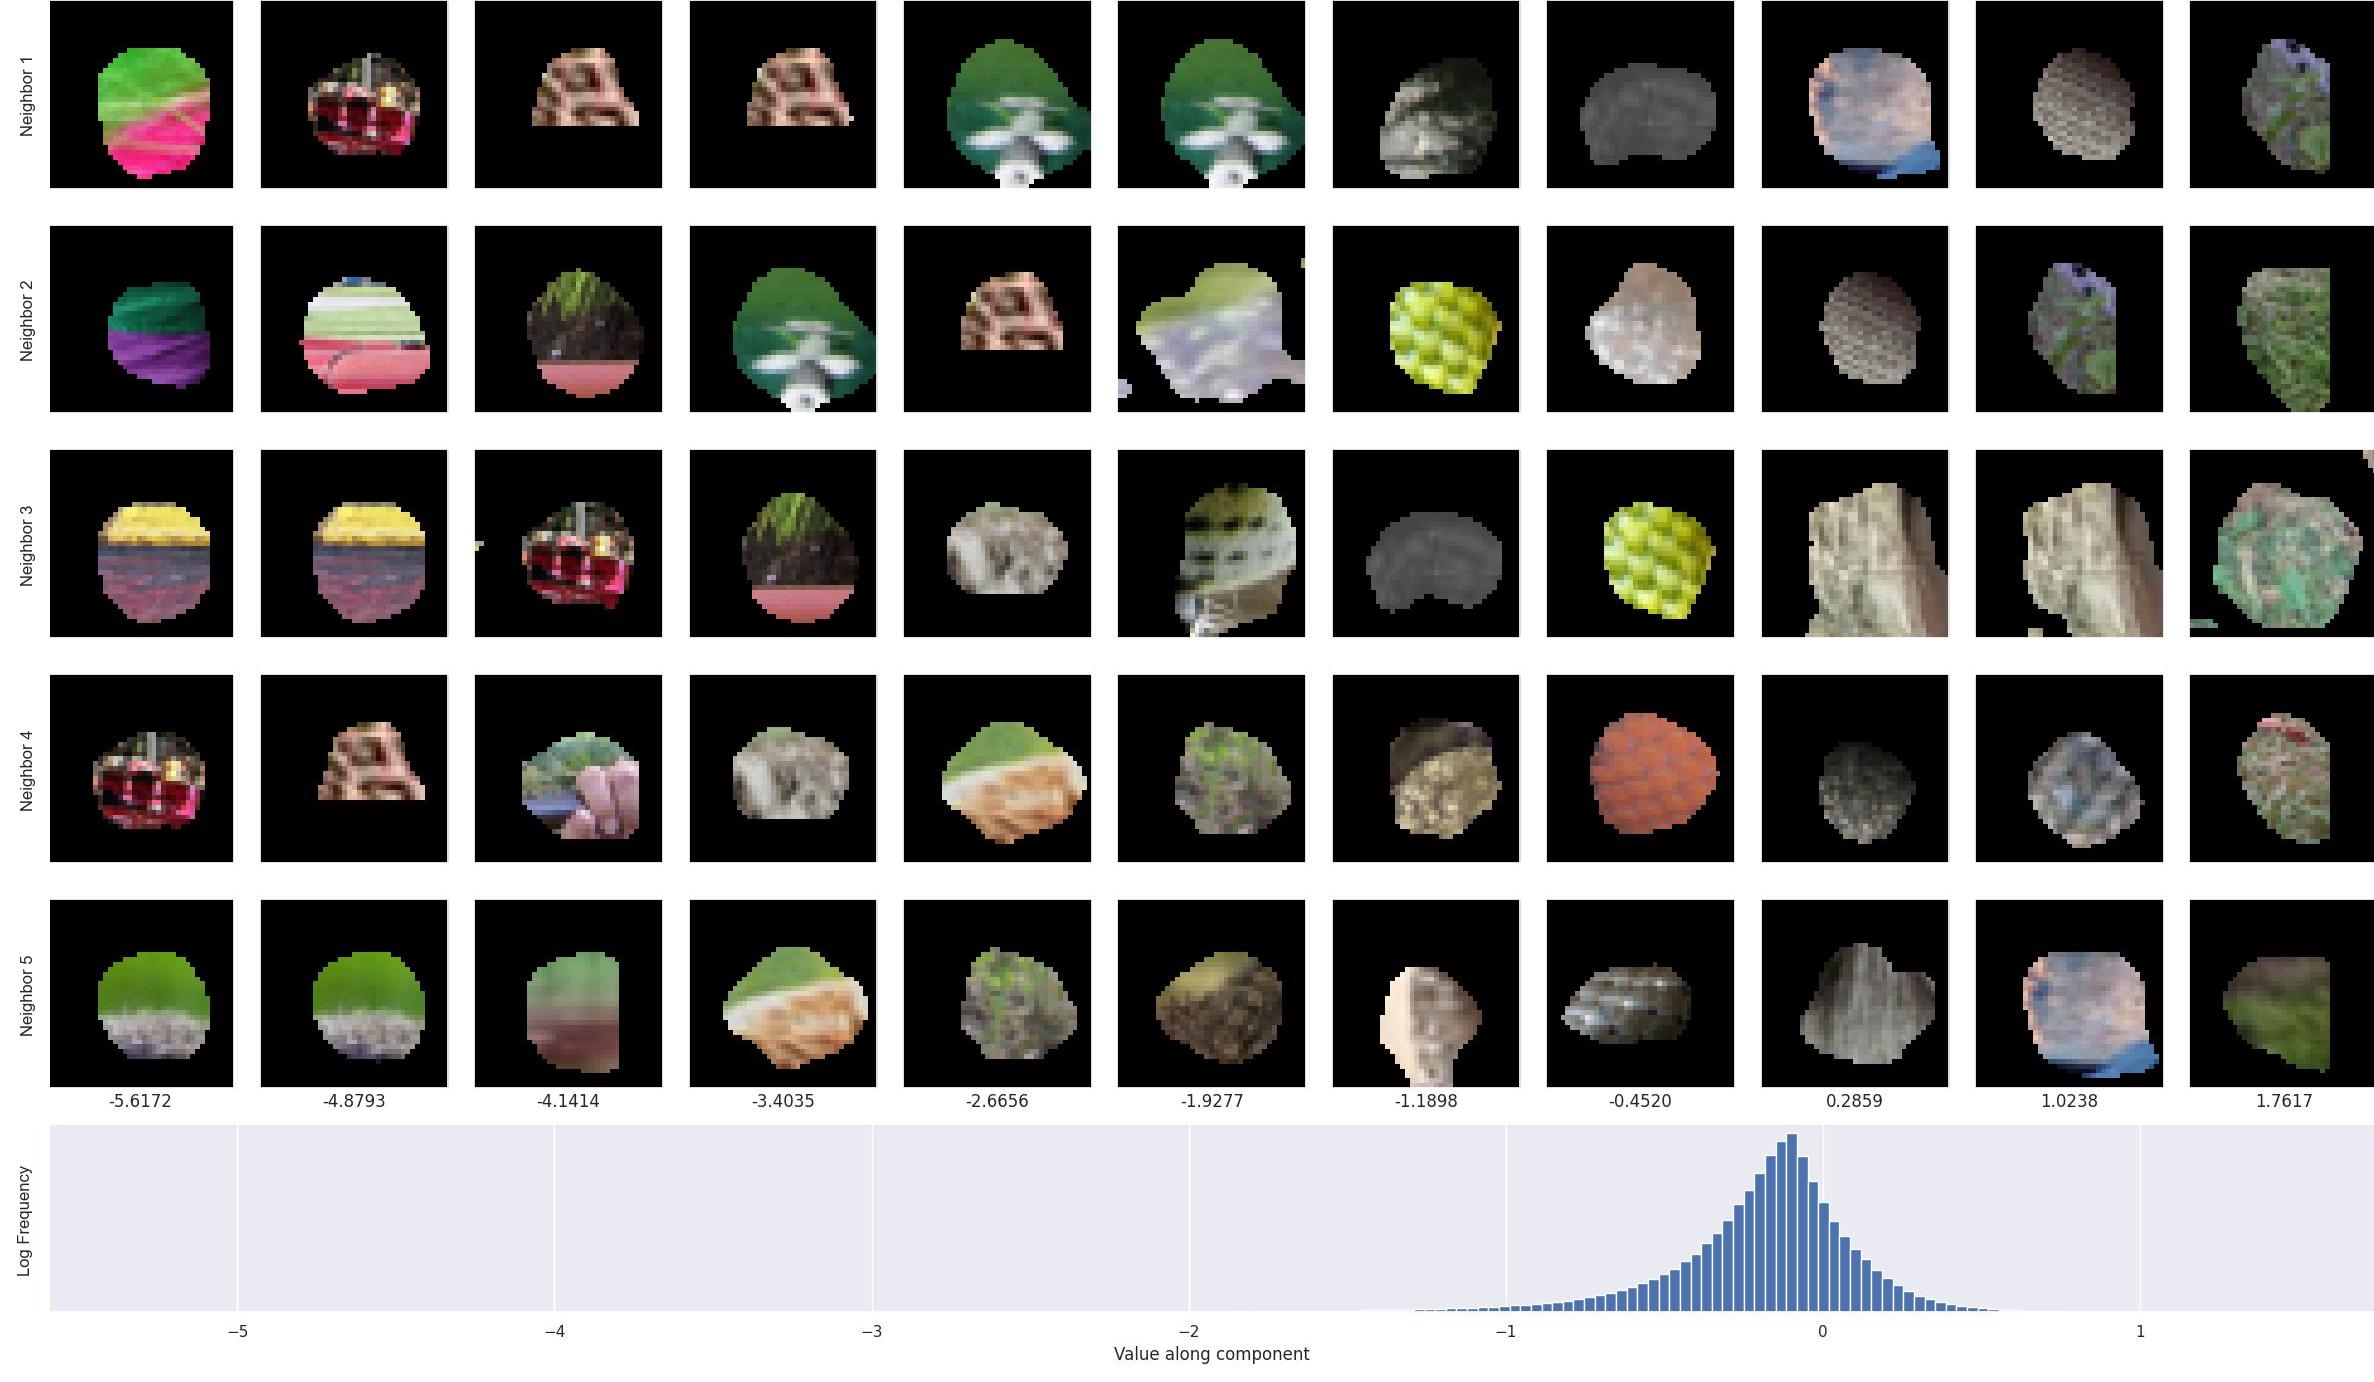 Neighbor 1
Neighbor 2
Neighbor 3
Neighbor 4
Neighbor 5
-5.6172 -4.8793 -4.1414 -3.4035 -2.6656 -1.9277 -1.1898 -0.4520 0.2859 1.0238 1.7617
Log Frequency
−5 −4 −3 −2 −1 0 1
Value along component